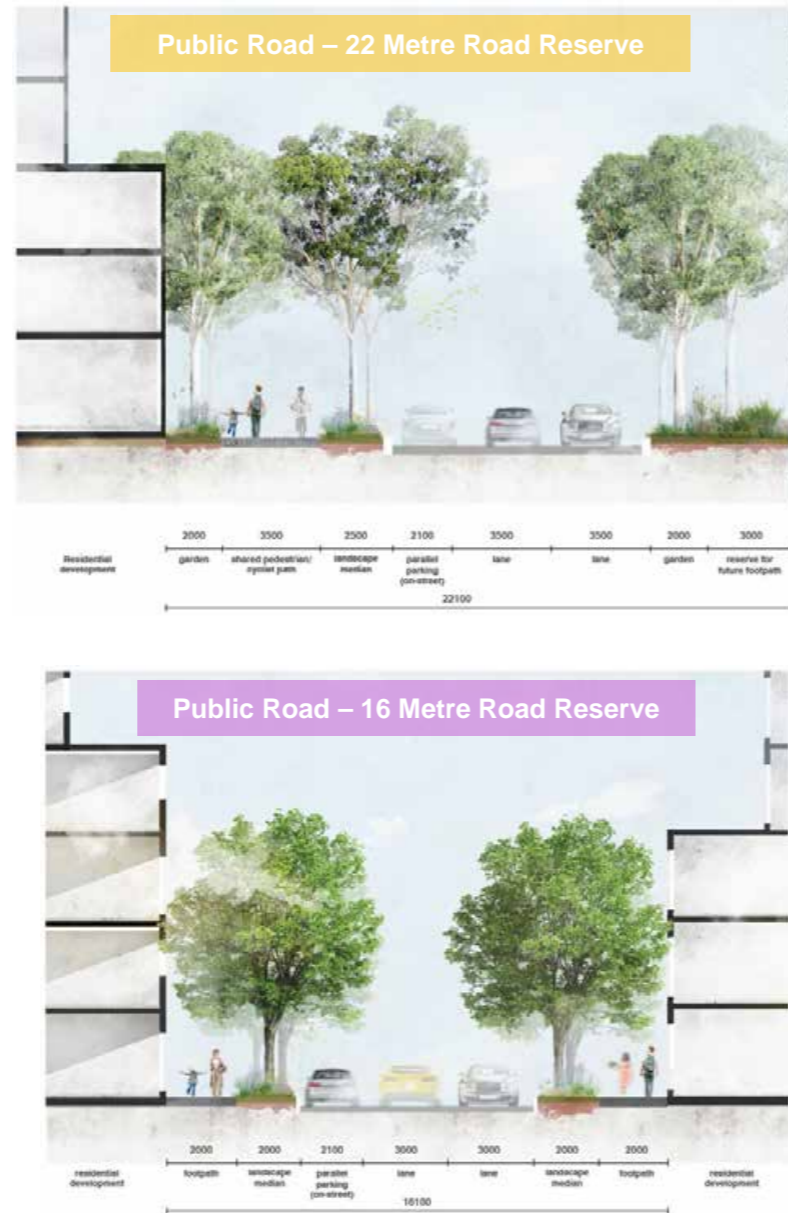 Public Road – 22 Metre Road Reserve
2000 3500 2500 2100 3500 3500 2000 3000
Residential development
garden
shared pedestrian/ cyclist path
landscape median
parallel parking (on-street)
lane
lane
garden
reserve for future footpath
22100
Public Road – 16 Metre Road Reserve
2000 2000 2100 3000 3000 2000 2000
residential development
footpath
landscape median
parallel parking (on-street)
lane
lane
landscape median
footpath
residential development
16100